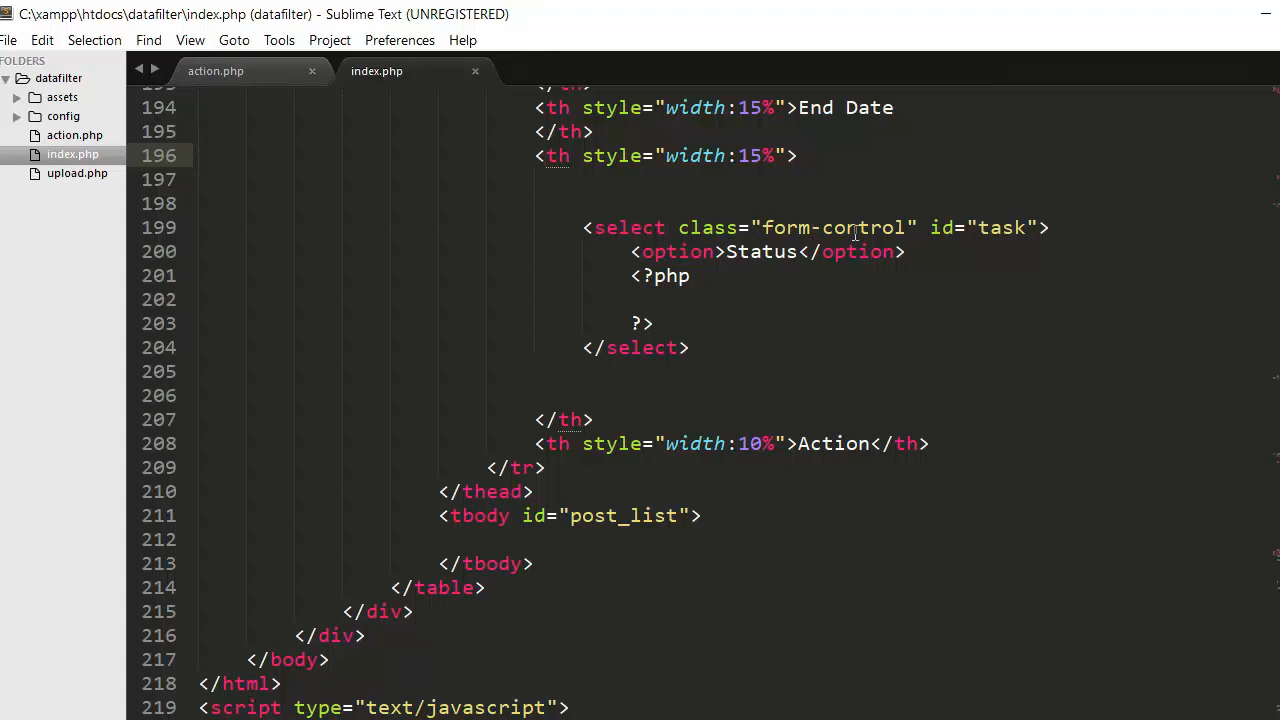 C:\xampp\htdocs\datafilter\index.php (datafilter) - Sublime Text (UNREGISTERED)
File Edit Selection Find View Goto Tools Project Preferences Help
FOLDERS
datafilter
assets
config
action.php
index.php
upload.php
action.php × index.php ×
193 </th>
194 <th style="width:15%">End Date
195 </th>
196 <th style="width:15%">
197
198
199 <select class="form-control" id="task">
200 <option>Status</option>
201 <?php
202
203 ?>
204 </select>
205
206
207 </th>
208 <th style="width:10%">Action</th>
209 </tr>
210 </thead>
211 <tbody id="post_list">
212
213 </tbody>
214 </table>
215 </div>
216 </div>
217 </body>
218 </html>
219 <script type="text/javascript">